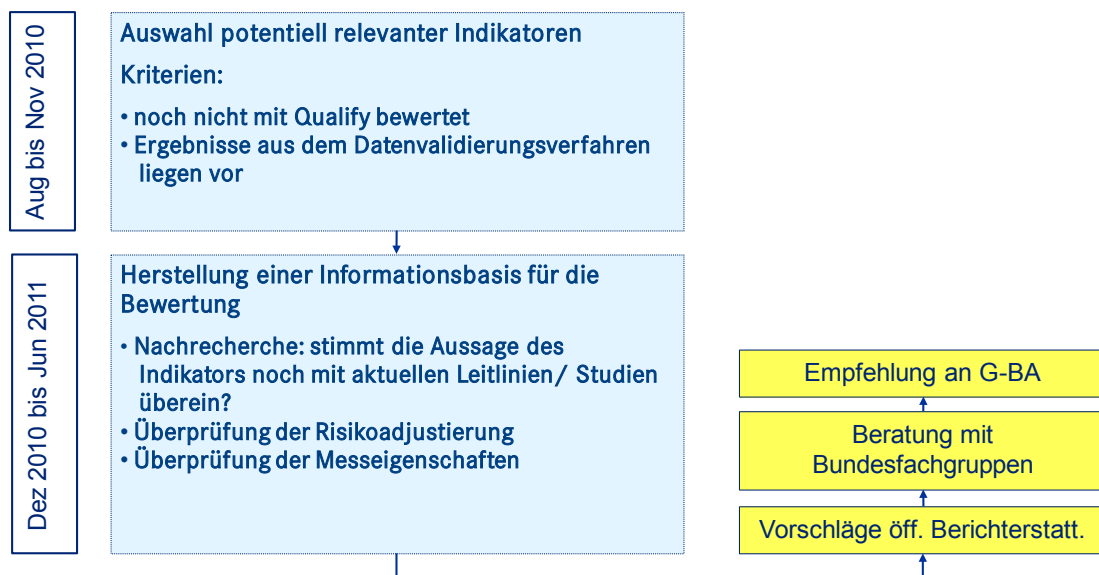 Aug bis Nov 2010
Auswahl potentiell relevanter Indikatoren
Kriterien:
• noch nicht mit Qualify bewertet
• Ergebnisse aus dem Datenvalidierungsverfahren
liegen vor
Dez 2010 bis Jun 2011
Herstellung einer Informationsbasis für die
Bewertung
• Nachrecherche: stimmt die Aussage des
Indikators noch mit aktuellen Leitlinien/ Studien
überein?
• Überprüfung der Risikoadjustierung
• Überprüfung der Messeigenschaften
Empfehlung an G-BA
Beratung mit
Bundesfachgruppen
Vorschläge öff. Berichterstatt.